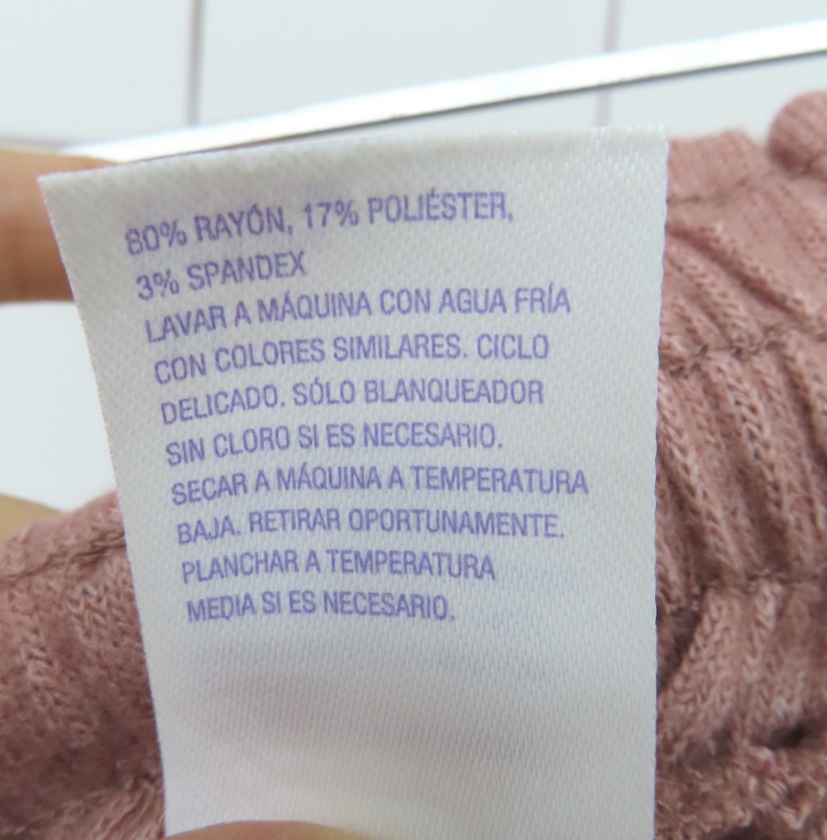 80% RAYÓN, 17% POLIÉSTER,
3% SPANDEX
LAVAR A MÁQUINA CON AGUA FRÍA
CON COLORES SIMILARES. CICLO
DELICADO. SÓLO BLANQUEADOR
SIN CLORO SI ES NECESARIO.
SECAR A MÁQUINA A TEMPERATURA
BAJA. RETIRAR OPORTUNAMENTE.
PLANCHAR A TEMPERATURA
MEDIA SI ES NECESARIO.